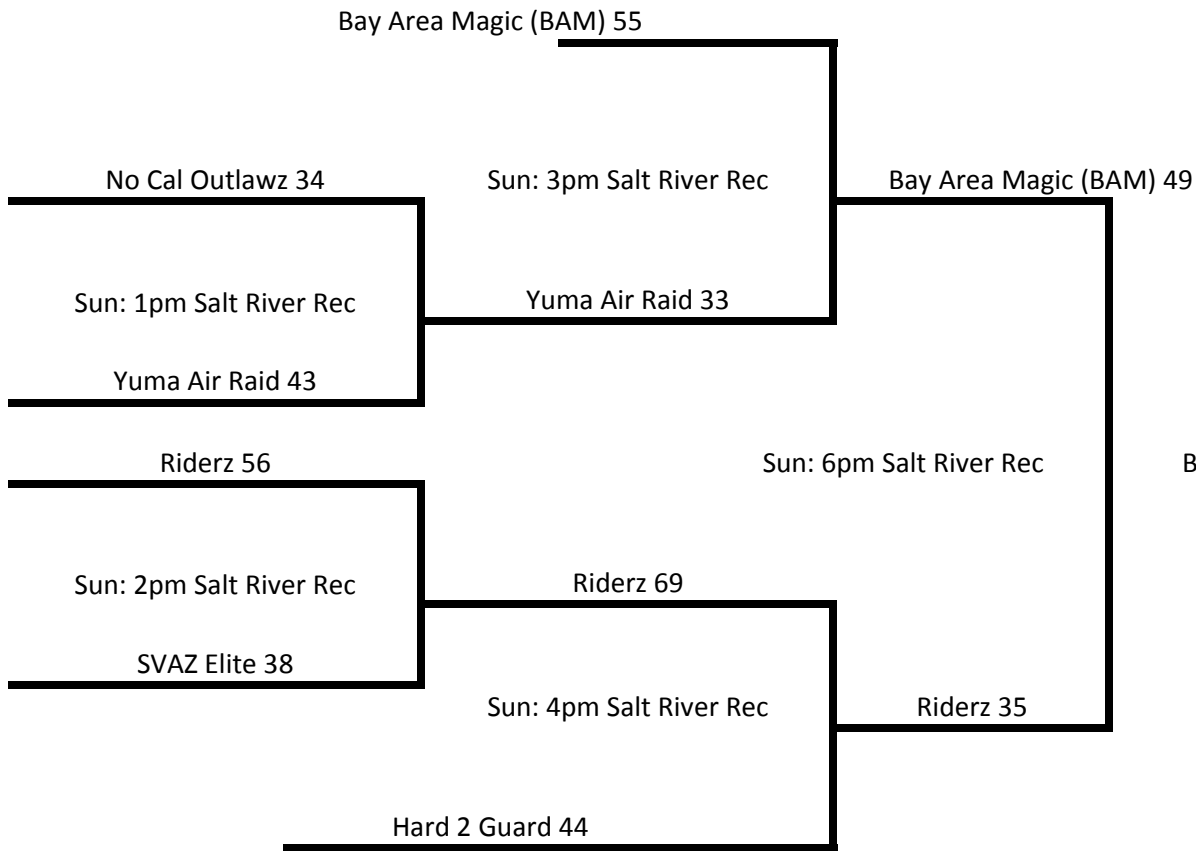 Bay Area Magic (BAM) 55
No Cal Outlawz 34
Sun: 3pm Salt River Rec
Bay Area Magic (BAM) 49
Sun: 1pm Salt River Rec
Yuma Air Raid 33
Yuma Air Raid 43
Riderz 56
Sun: 6pm Salt River Rec
B
Sun: 2pm Salt River Rec
Riderz 69
SVAZ Elite 38
Sun: 4pm Salt River Rec
Riderz 35
Hard 2 Guard 44